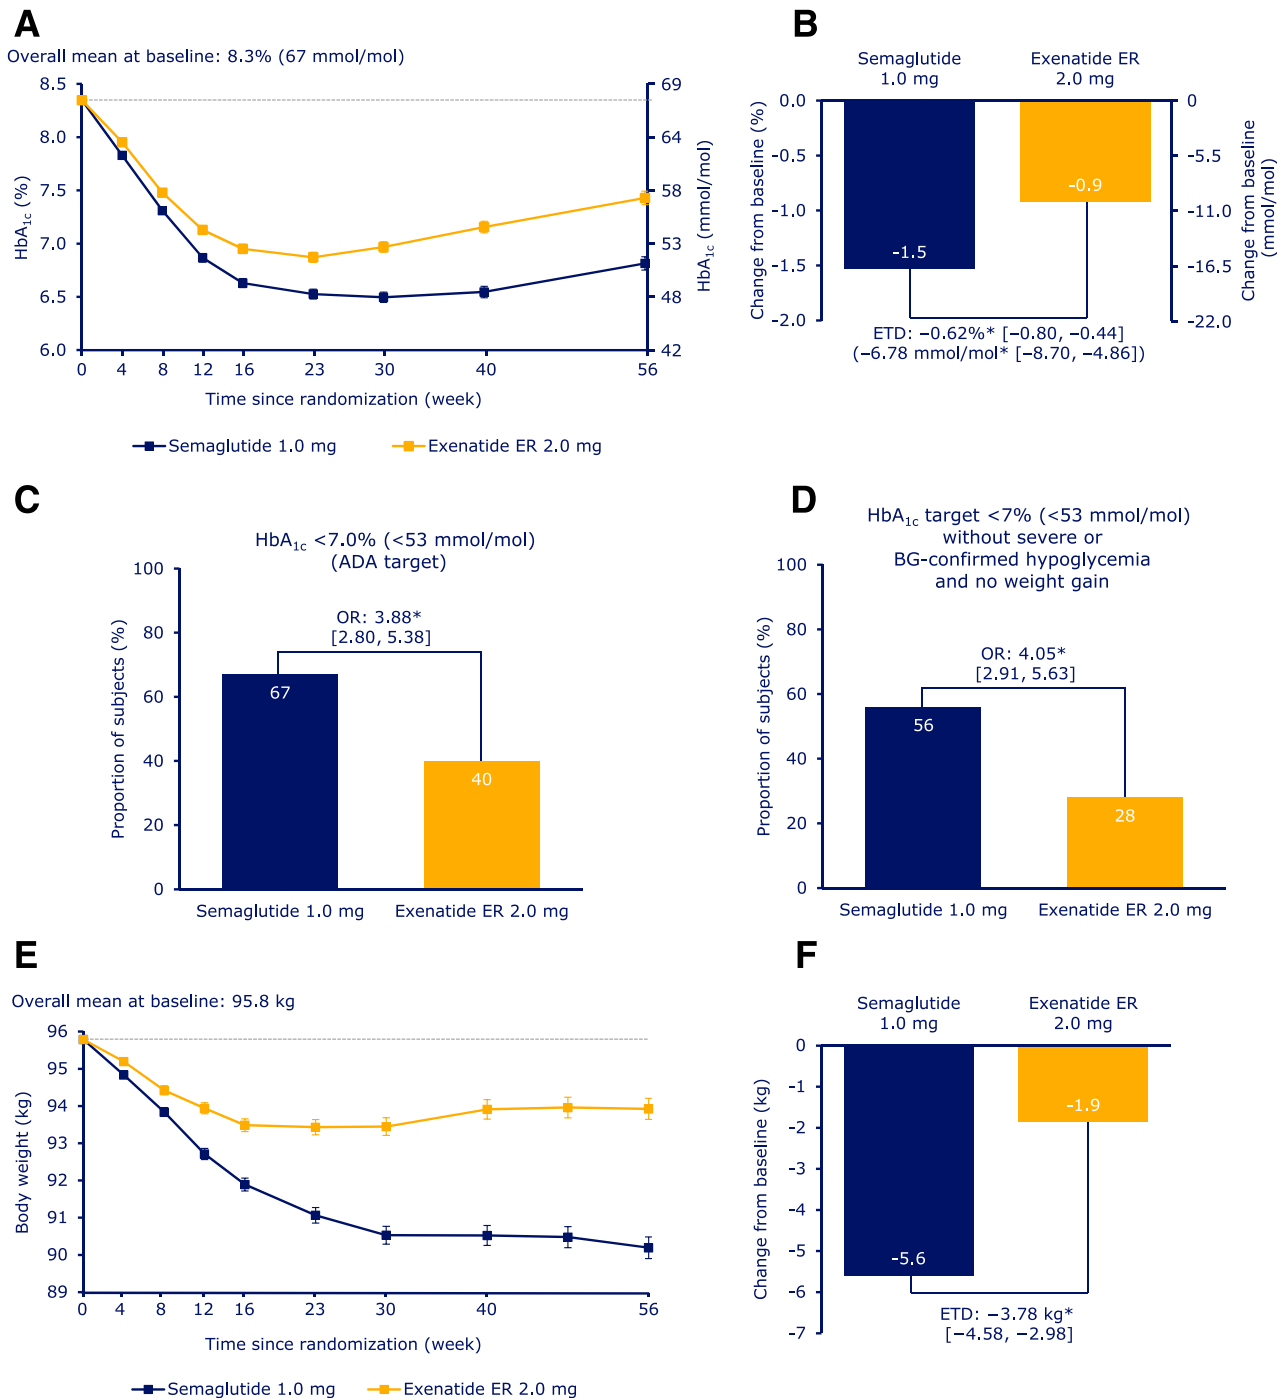 A
Overall mean at baseline: 8.3% (67 mmol/mol)
8.5
8.0
7.5
7.0
6.5
6.0
HbA1c (%)
69
64
58
53
48
42
HbA1c (mmol/mol)
0 4 8 12 16 23 30 40 56
Time since randomization (week)
Semaglutide 1.0 mg Exenatide ER 2.0 mg
B
Semaglutide
1.0 mg
Exenatide ER
2.0 mg
0.0
−0.5
−1.0
−1.5
−2.0
Change from baseline (%)
−1.5
−0.9
0
−5.5
−11.0
−16.5
−22.0
Change from baseline
(mmol/mol)
ETD: −0.62%* [−0.80, −0.44]
(−6.78 mmol/mol* [−8.70, −4.86])
C
HbA1c <7.0% (<53 mmol/mol)
(ADA target)
100
80
60
40
20
0
Proportion of subjects (%)
OR: 3.88*
[2.80, 5.38]
67
40
Semaglutide 1.0 mg Exenatide ER 2.0 mg
D
HbA1c target <7% (<53 mmol/mol)
without severe or
BG-confirmed hypoglycemia
and no weight gain
100
80
60
40
20
0
Proportion of subjects (%)
OR: 4.05*
[2.91, 5.63]
56
28
Semaglutide 1.0 mg Exenatide ER 2.0 mg
E
Overall mean at baseline: 95.8 kg
96
95
94
93
92
91
90
89
Body weight (kg)
0 4 8 12 16 23 30 40 56
Time since randomization (week)
Semaglutide 1.0 mg Exenatide ER 2.0 mg
F
Semaglutide
1.0 mg
Exenatide ER
2.0 mg
0
−1
−2
−3
−4
−5
−6
−7
Change from baseline (kg)
−1.9
−5.6
ETD: −3.78 kg*
[−4.58, −2.98]